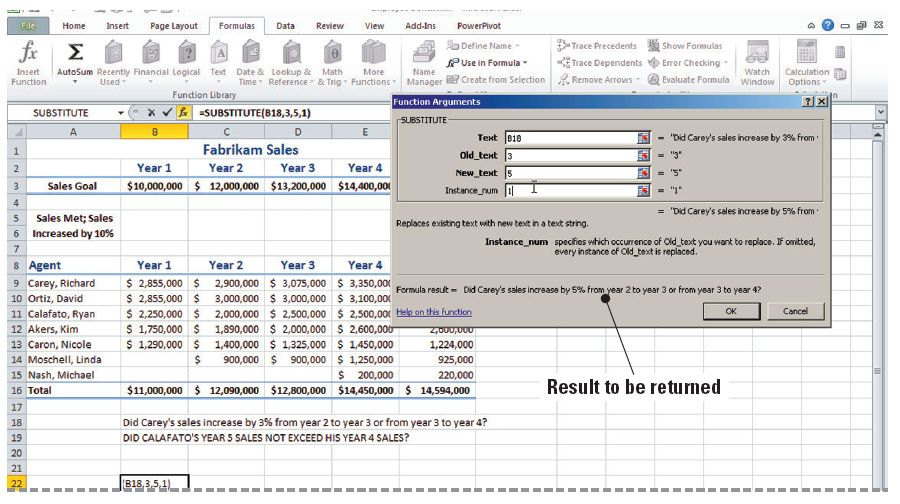 File Home Insert Page Layout Formulas Data Review View Add-Ins PowerPivot
Insert Function
AutoSum Recently Used Financial Logical Text Date & Time Lookup & Reference Math & Trig More Functions
Function Library
Name Manager
Define Name
Use in Formula
Create from Selection
Trace Precedents
Trace Dependents
Remove Arrows
Show Formulas
Error Checking
Evaluate Formula
Watch Window
Calculation Options
SUBSTITUTE fx =SUBSTITUTE(B18,3,5,1)
A B C D E
1 Fabrikam Sales
2 Year 1 Year 2 Year 3 Year 4
3 Sales Goal $10,000,000 $ 12,000,000 $13,200,000 $14,400,00
4
5 Sales Met; Sales
6 Increased by 10%
7
8 Agent Year 1 Year 2 Year 3 Year 4
9 Carey, Richard $ 2,855,000 2,900,000 $ 3,075,000 $ 3,350,00
10 Ortiz, David $ 2,855,000 $ 3,000,000 $ 3,000,000 $ 3,100,00
11 Calafato, Ryan $ 2,250,000 $ 2,000,000 $ 2,500,000 $ 2,500,00
12 Akers, Kim $ 1,750,000 $ 1,890,000 $ 2,000,000 $ 2,600,000 2,600,000
13 Caron, Nicole $ 1,290,000 $ 1,400,000 $ 1,325,000 $ 1,450,000 1,224,000
14 Moschell, Linda $ 900,000 $ 900,000 $ 1,250,000 925,000
15 Nash, Michael $ 200,000 220,000
16 Total $11,000,000 $ 12,090,000 $12,800,000 $14,450,000 $ 14,594,000
17
18 Did Carey's sales increase by 3% from year 2 to year 3 or from year 3 to year 4?
19 DID CALAFATO'S YEAR 5 SALES NOT EXCEED HIS YEAR 4 SALES?
20
21
22 (B18,3,5,1)
Function Arguments
SUBSTITUTE
Text B18 = "Did Carey's sales increase by 3% from
Old_text 3 = "3"
New_text 5 = "5"
Instance_num 1 = "1"
= "Did Carey's sales increase by 5% from
Replaces existing text with new text in a text string.
Instance_num specifies which occurrence of Old_text you want to replace. If omitted,
every instance of Old_text is replaced.
Formula result = Did Carey's sales increase by 5% from year 2 to year 3 or from year 3 to year 4?
Help on this function
OK Cancel
Result to be returned